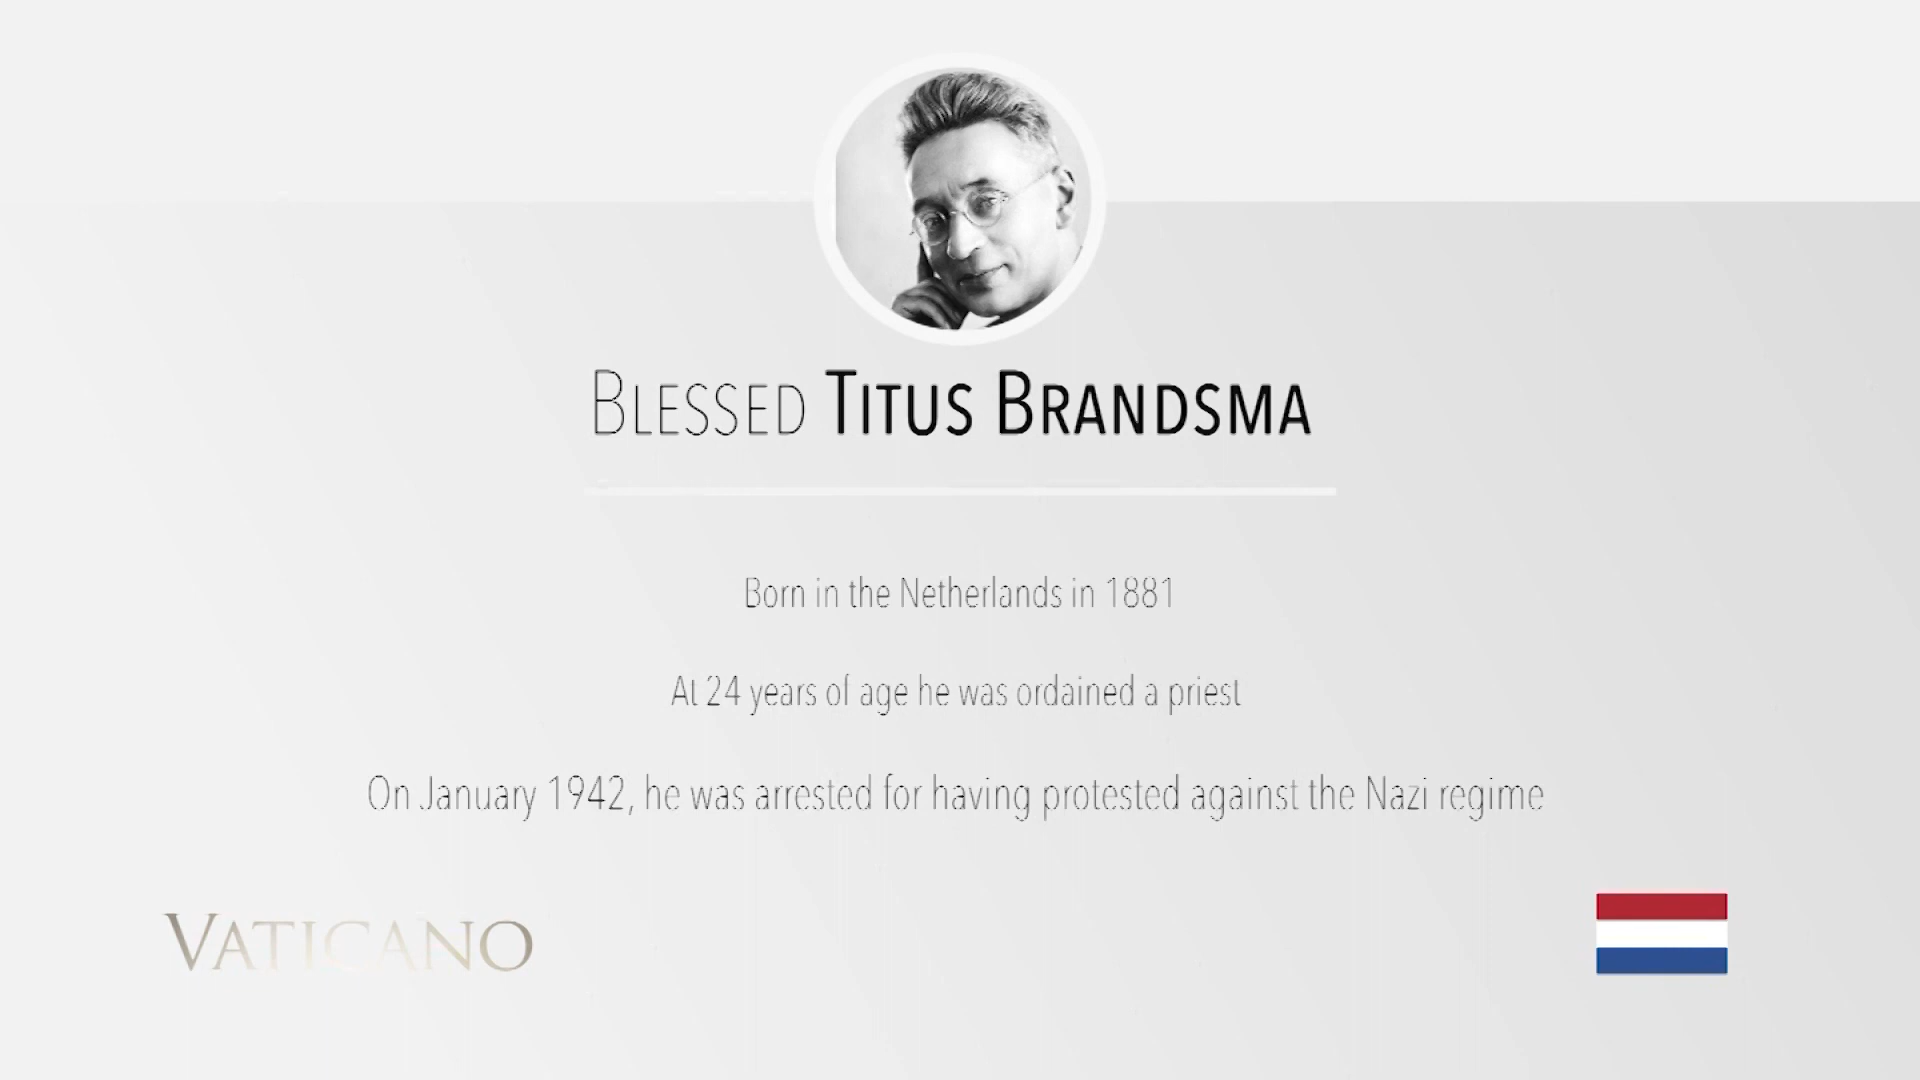 Blessed Titus Brandsma
Born in the Netherlands in 1881
At 24 years of age he was ordained a priest
On January 1942, he was arrested for having protested against the Nazi regime
VATICANO